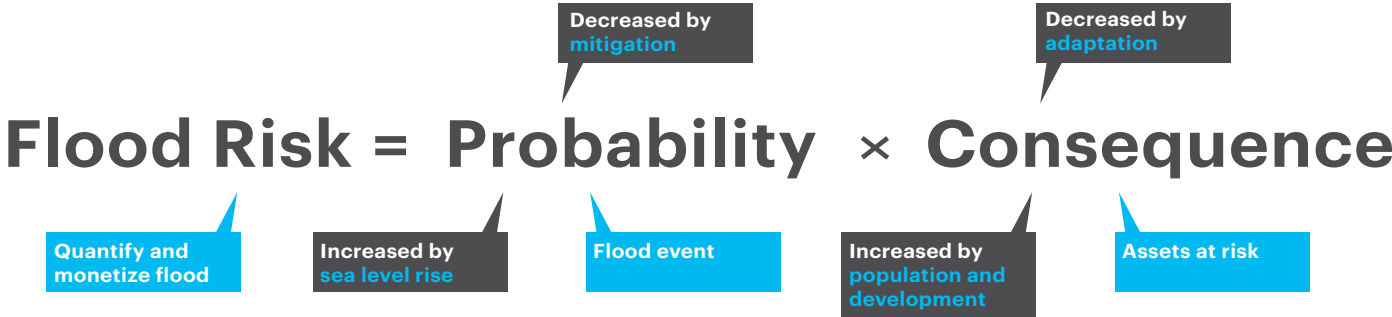 Decreased by
mitigation
Decreased by
adaptation
Flood Risk = Probability × Consequence
Quantify and
monetize flood
Increased by
sea level rise
Flood event
Increased by
population and
development
Assets at risk